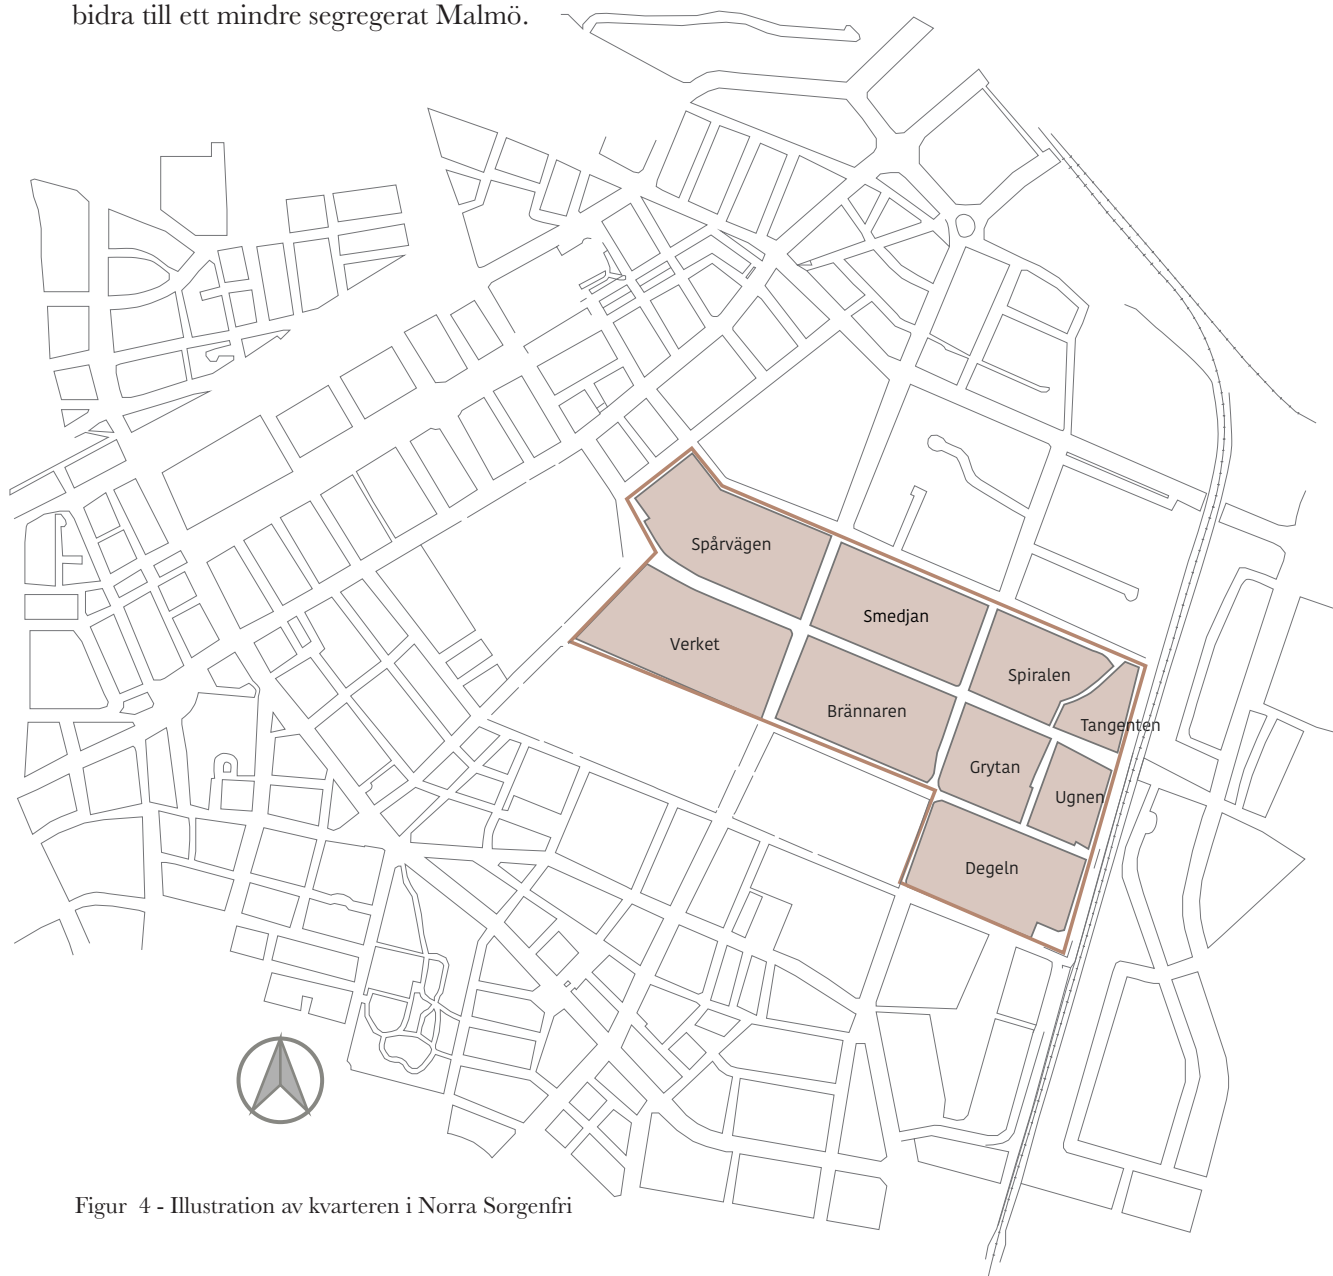 bidra till ett mindre segregerat Malmö.
Spårvägen
Smedjan
Verket
Spiralen
Brännaren
Tangenten
Grytan
Ugnen
Degeln
Figur 4 - Illustration av kvarteren i Norra Sorgenfri